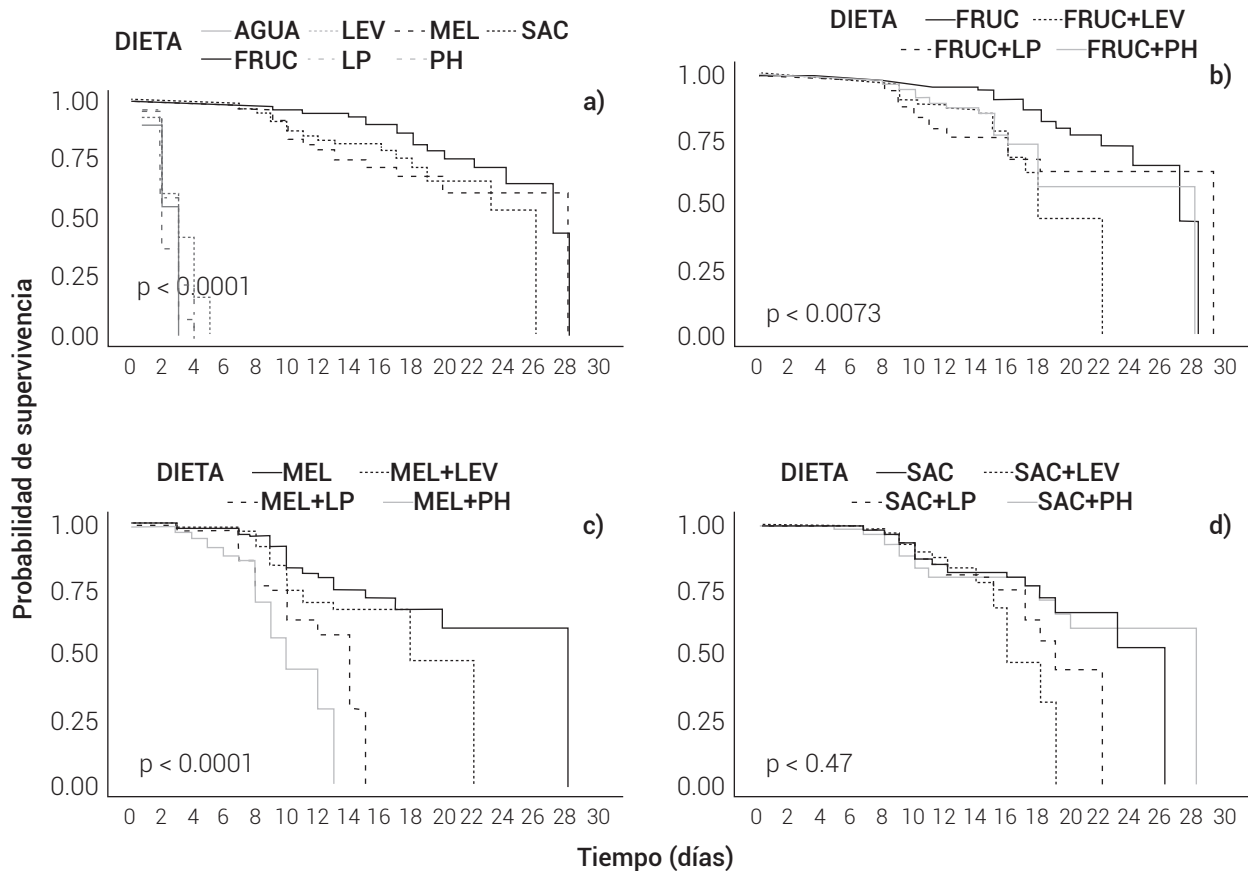 DIETA AGUA LEV MEL SAC
FRUC LP PH
a)
1.00
0.75
0.50
0.25
0.00
p < 0.0001
0 2 4 6 8 10 12 14 16 18 20 22 24 26 28 30
DIETA FRUC FRUC+LEV
FRUC+LP FRUC+PH
b)
1.00
0.75
0.50
0.25
0.00
p < 0.0073
0 2 4 6 8 10 12 14 16 18 20 22 24 26 28 30
Probabilidad de supervivencia
DIETA MEL MEL+LEV
MEL+LP MEL+PH
c)
1.00
0.75
0.50
0.25
0.00
p < 0.0001
0 2 4 6 8 10 12 14 16 18 20 22 24 26 28 30
DIETA SAC SAC+LEV
SAC+LP SAC+PH
d)
1.00
0.75
0.50
0.25
0.00
p < 0.47
0 2 4 6 8 10 12 14 16 18 20 22 24 26 28 30
Tiempo (días)